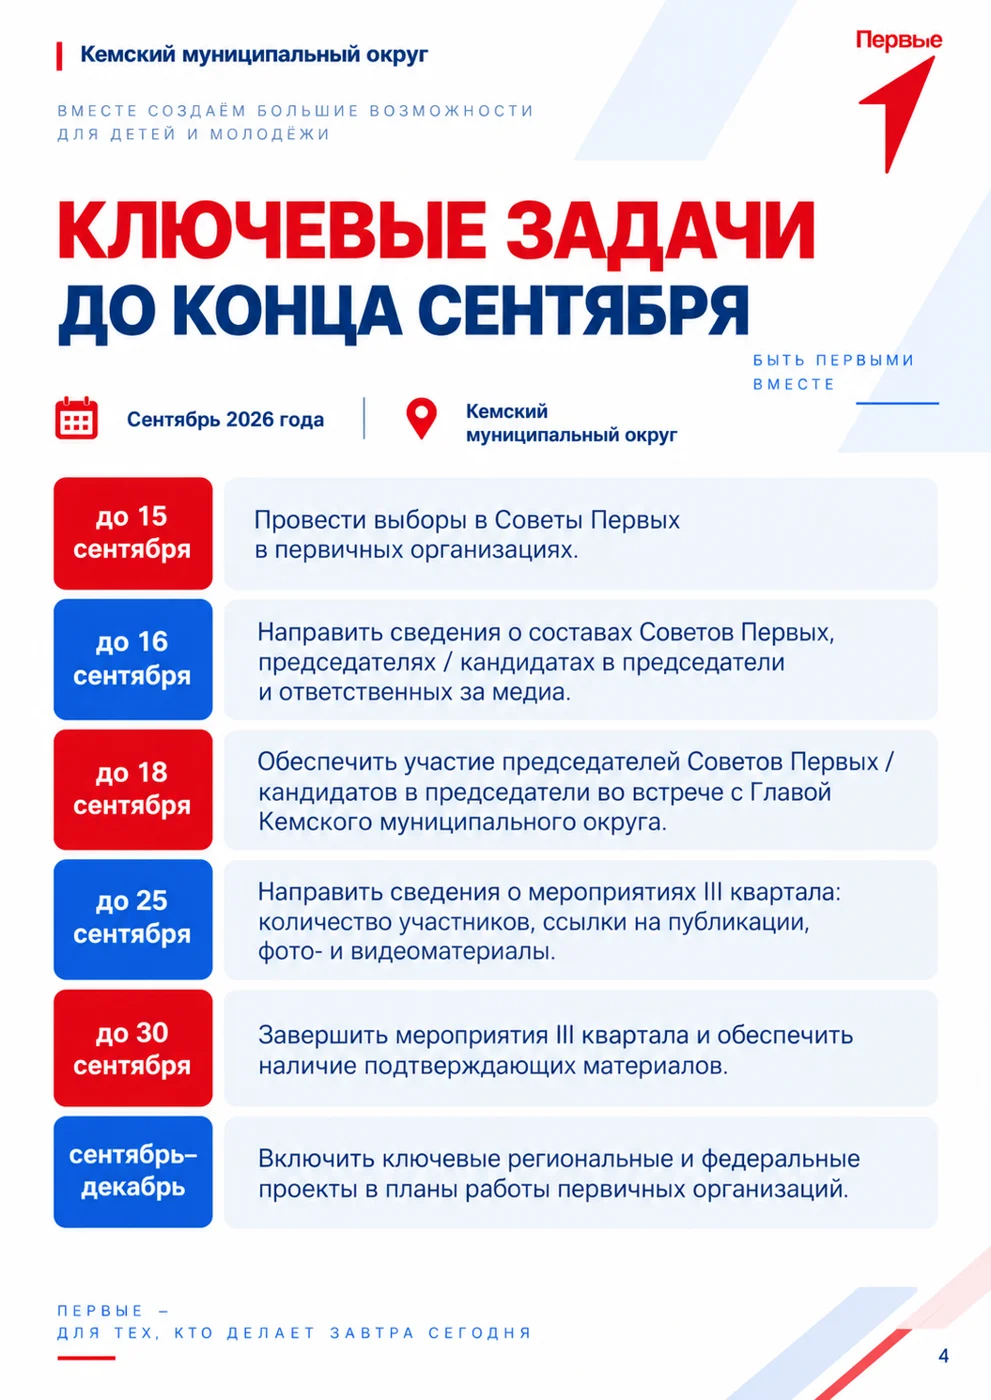 Кемский муниципальный округ
Первые
ВМЕСТЕ СОЗДАЁМ БОЛЬШИЕ ВОЗМОЖНОСТИ
ДЛЯ ДЕТЕЙ И МОЛОДЁЖИ
КЛЮЧЕВЫЕ ЗАДАЧИ
ДО КОНЦА СЕНТЯБРЯ
БЫТЬ ПЕРВЫМИ
ВМЕСТЕ
Сентябрь 2026 года
Кемский
муниципальный округ
до 15
сентября
Провести выборы в Советы Первых
в первичных организациях.
до 16
сентября
Направить сведения о составах Советов Первых,
председателях / кандидатах в председатели
и ответственных за медиа.
до 18
сентября
Обеспечить участие председателей Советов Первых /
кандидатов в председатели во встрече с Главой
Кемского муниципального округа.
до 25
сентября
Направить сведения о мероприятиях III квартала:
количество участников, ссылки на публикации,
фото- и видеоматериалы.
до 30
сентября
Завершить мероприятия III квартала и обеспечить
наличие подтверждающих материалов.
сентябрь–
декабрь
Включить ключевые региональные и федеральные
проекты в планы работы первичных организаций.
ПЕРВЫЕ –
ДЛЯ ТЕХ, КТО ДЕЛАЕТ ЗАВТРА СЕГОДНЯ
4